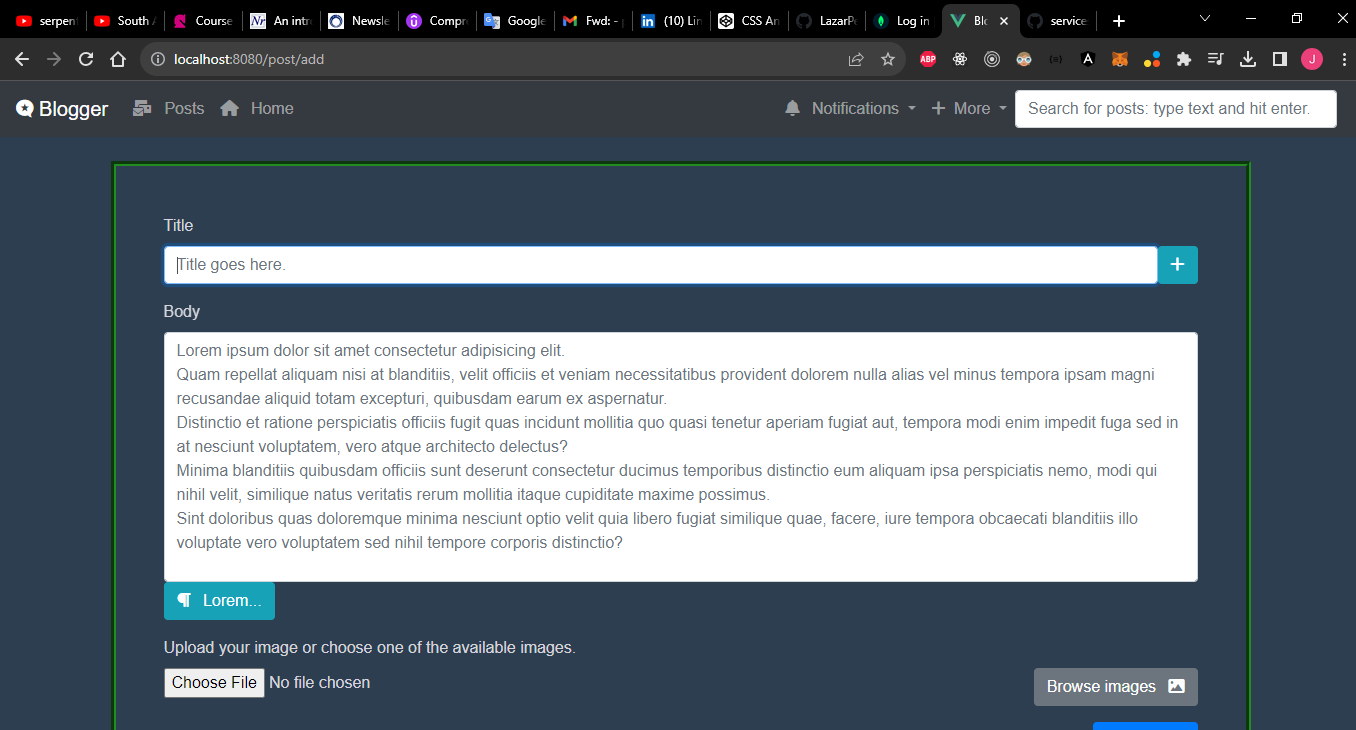 serpent
South A
Course
Nr An intr
Newsle
Compr
Google
Fwd: -
in (10) Lin
CSS An
LazarPe
Log in
Blo
service
localhost:8080/post/add
ABP
A
J
Blogger
Posts
Home
Notifications
More
Search for posts: type text and hit enter.
Title
Title goes here.
Body
Lorem ipsum dolor sit amet consectetur adipisicing elit.
Quam repellat aliquam nisi at blanditiis, velit officiis et veniam necessitatibus provident dolorem nulla alias vel minus tempora ipsam magni
recusandae aliquid totam excepturi, quibusdam earum ex aspernatur.
Distinctio et ratione perspiciatis officiis fugit quas incidunt mollitia quo quasi tenetur aperiam fugiat aut, tempora modi enim impedit fuga sed in
at nesciunt voluptatem, vero atque architecto delectus?
Minima blanditiis quibusdam officiis sunt deserunt consectetur ducimus temporibus distinctio eum aliquam ipsa perspiciatis nemo, modi qui
nihil velit, similique natus veritatis rerum mollitia itaque cupiditate maxime possimus.
Sint doloribus quas doloremque minima nesciunt optio velit quia libero fugiat similique quae, facere, iure tempora obcaecati blanditiis illo
voluptate vero voluptatem sed nihil tempore corporis distinctio?
¶ Lorem...
Upload your image or choose one of the available images.
Choose File No file chosen
Browse images